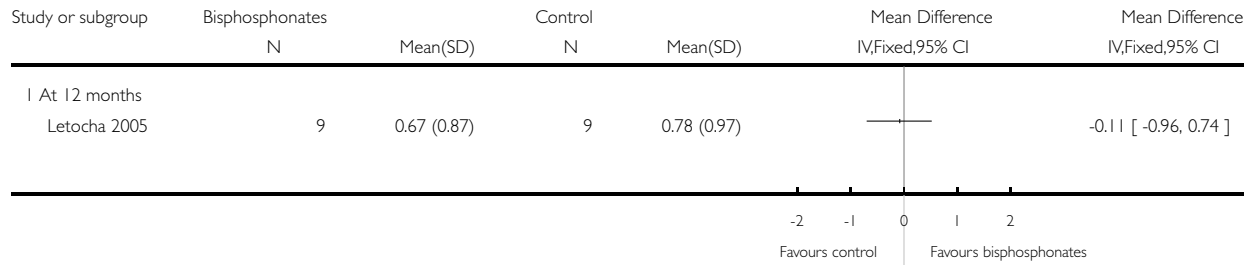 Study or subgroup Bisphosphonates Control Mean Difference Mean Difference
N Mean(SD) N Mean(SD) IV,Fixed,95% CI IV,Fixed,95% CI
1 At 12 months
Letocha 2005 9 0.67 (0.87) 9 0.78 (0.97) -0.11 [ -0.96, 0.74 ]
-2 -1 0 1 2
Favours control Favours bisphosphonates